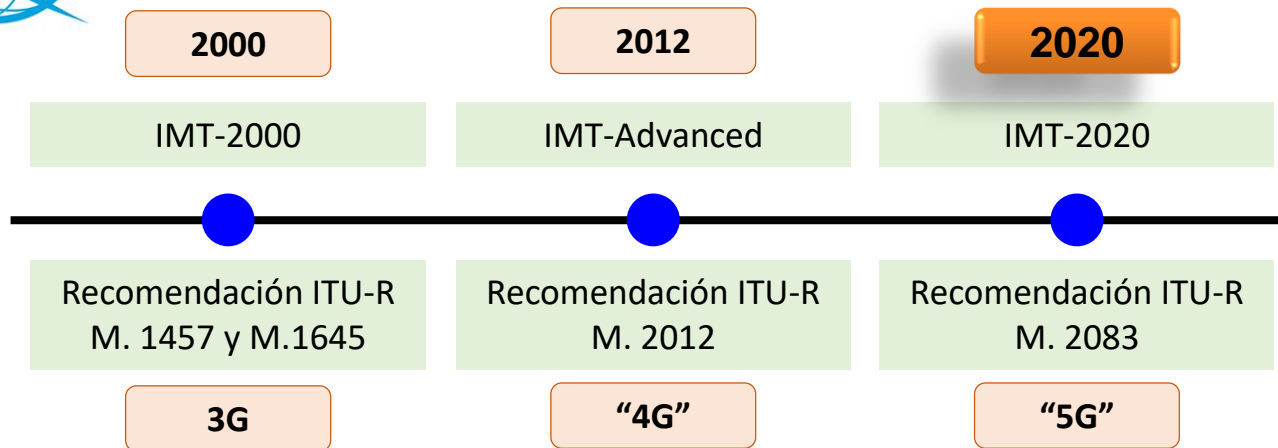 2000
2012
2020
IMT-2000
IMT-Advanced
IMT-2020
Recomendación ITU-R
M. 1457 y M.1645
Recomendación ITU-R
M. 2012
Recomendación ITU-R
M. 2083
3G
“4G”
“5G”